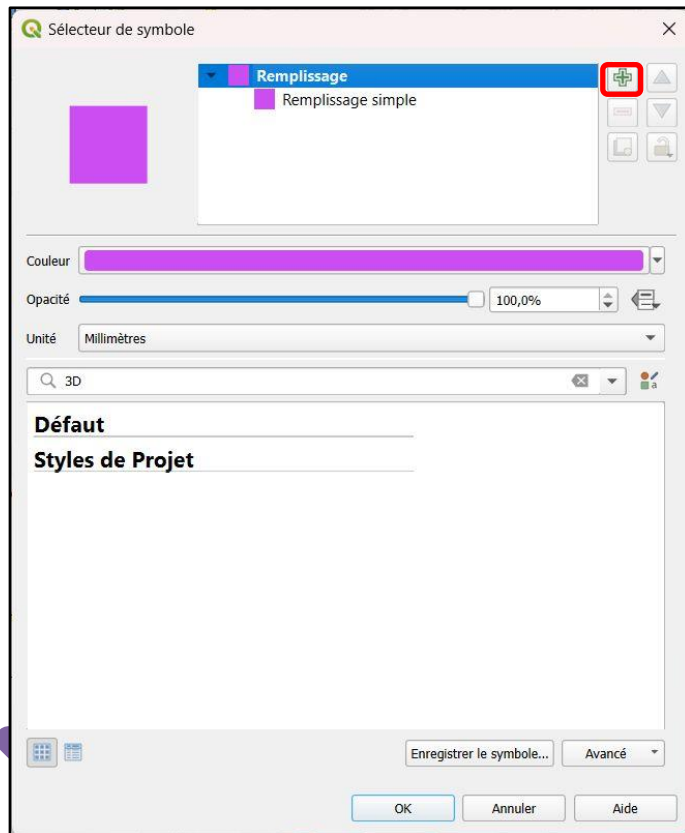 Sélecteur de symbole
Remplissage
Remplissage simple
Couleur
Opacité
100,0%
Unité
Millimètres
3D
Défaut
Styles de Projet
Enregistrer le symbole...
Avancé
OK
Annuler
Aide